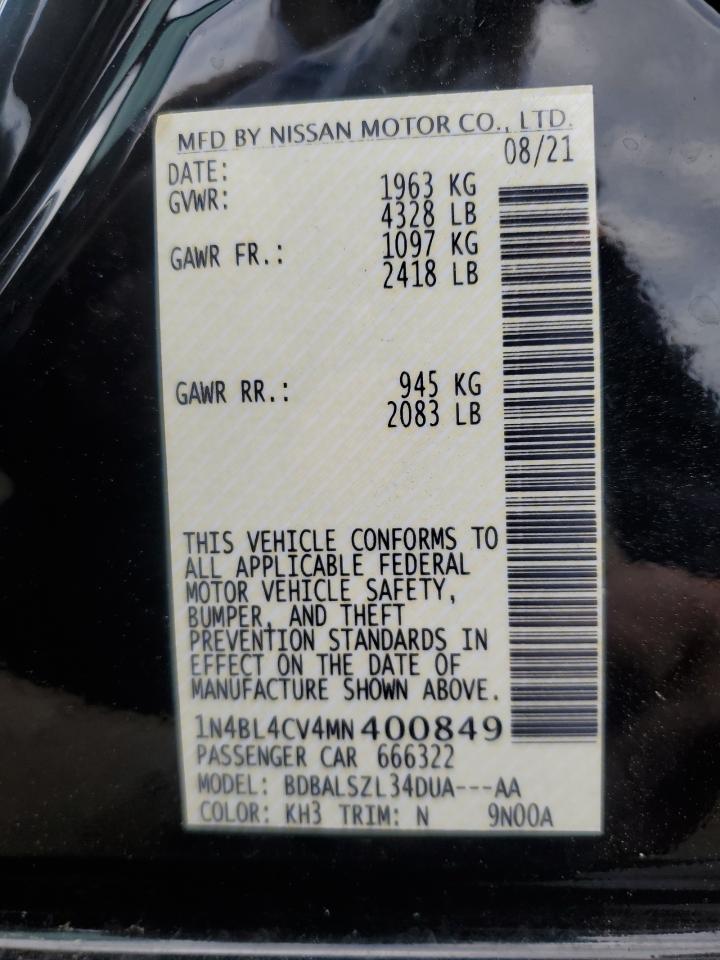 MFD BY NISSAN MOTOR CO., LTD.
DATE: 08/21
GVWR: 1963 KG
4328 LB
GAWR FR.: 1097 KG
2418 LB
GAWR RR.: 945 KG
2083 LB
THIS VEHICLE CONFORMS TO
ALL APPLICABLE FEDERAL
MOTOR VEHICLE SAFETY,
BUMPER, AND THEFT
PREVENTION STANDARDS IN
EFFECT ON THE DATE OF
MANUFACTURE SHOWN ABOVE.
1N4BL4CV4MN400849
PASSENGER CAR 666322
MODEL: BDBALSZL34DUA---AA
COLOR: KH3 TRIM: N 9N00A